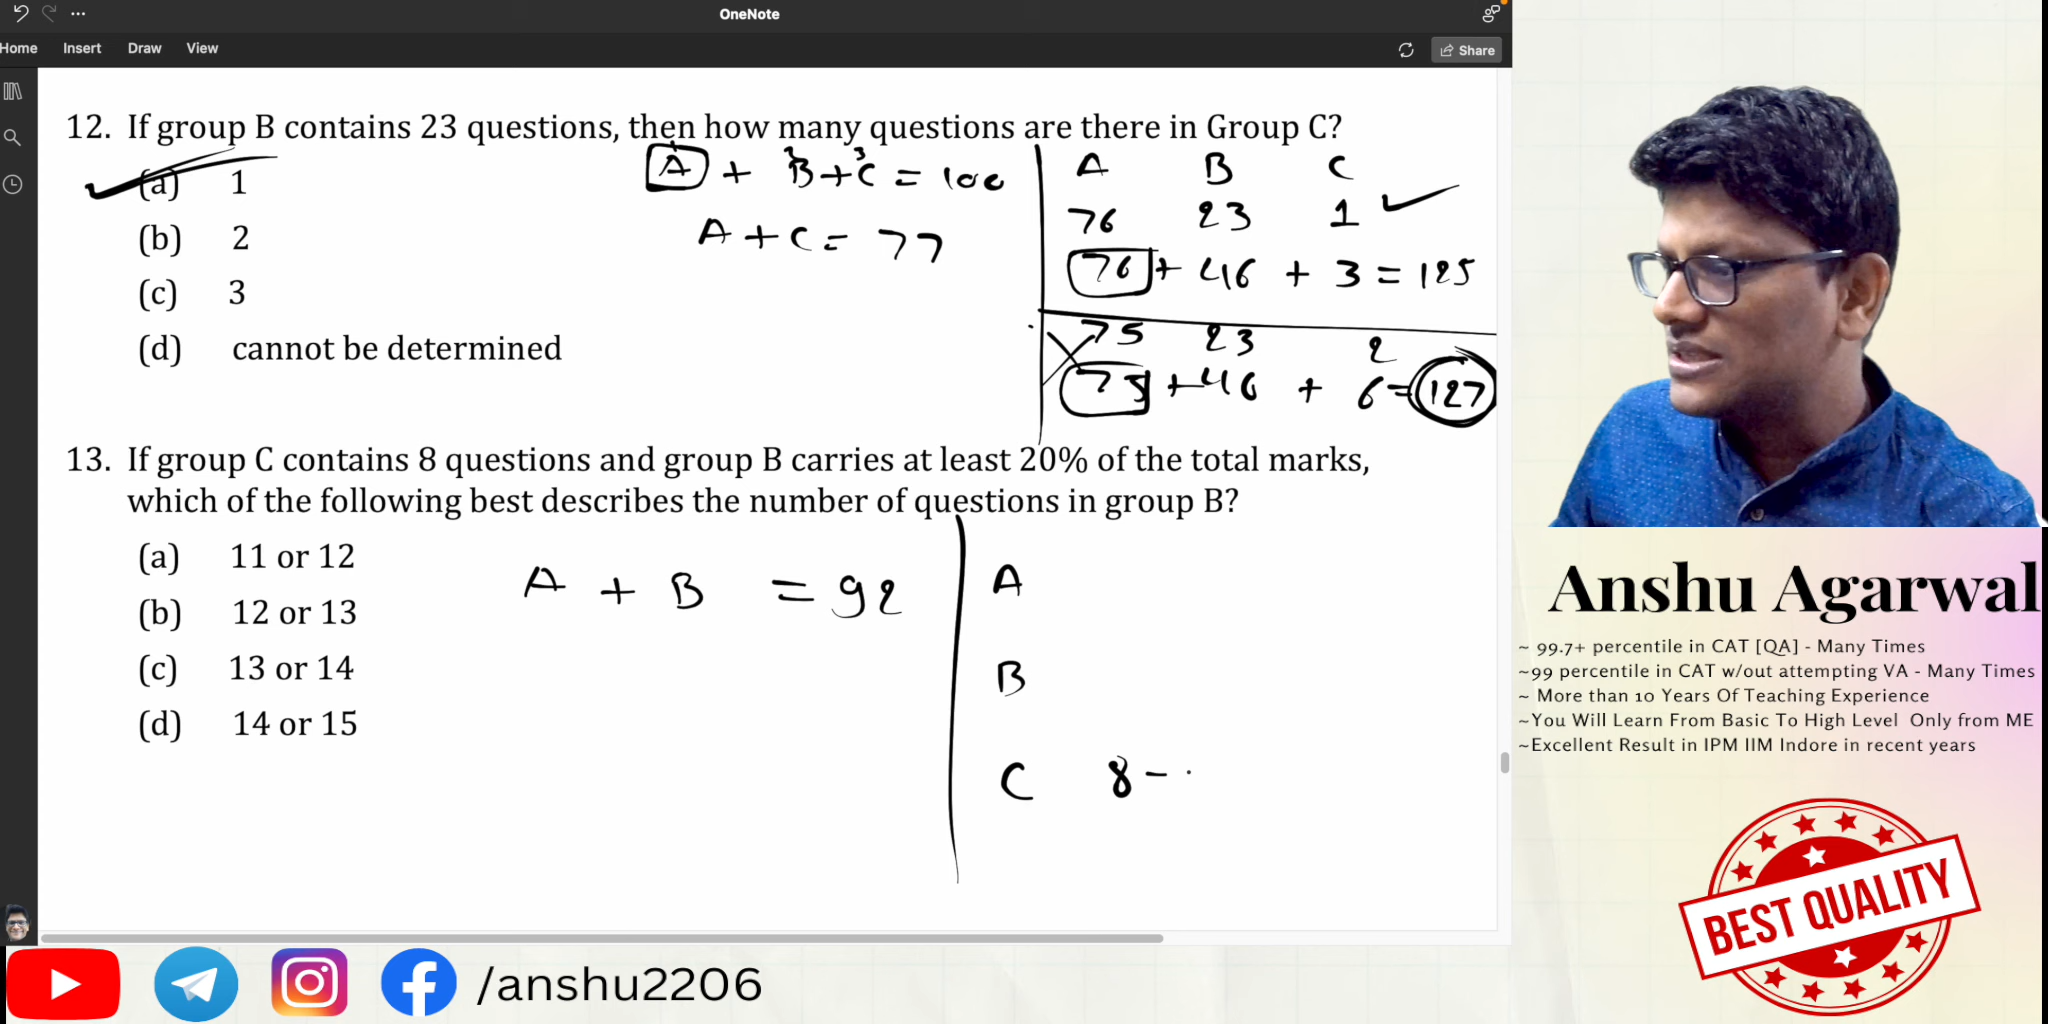 OneNote
Home Insert Draw View
Share
12. If group B contains 23 questions, then how many questions are there in Group C?
(a) 1
(b) 2
(c) 3
(d) cannot be determined
A + B + C = 100
A + C = 77
A B C
76 23 1
76 + 46 + 3 = 125
75 23 2
75 + 46 + 6 = 127
13. If group C contains 8 questions and group B carries at least 20% of the total marks,
which of the following best describes the number of questions in group B?
(a) 11 or 12
(b) 12 or 13
(c) 13 or 14
(d) 14 or 15
A + B = 92
A
B
C 8 -
Anshu Agarwal
~ 99.7+ percentile in CAT [QA] - Many Times
~99 percentile in CAT w/out attempting VA - Many Times
~ More than 10 Years Of Teaching Experience
~You Will Learn From Basic To High Level Only from ME
~Excellent Result in IPM IIM Indore in recent years
BEST QUALITY
/anshu2206